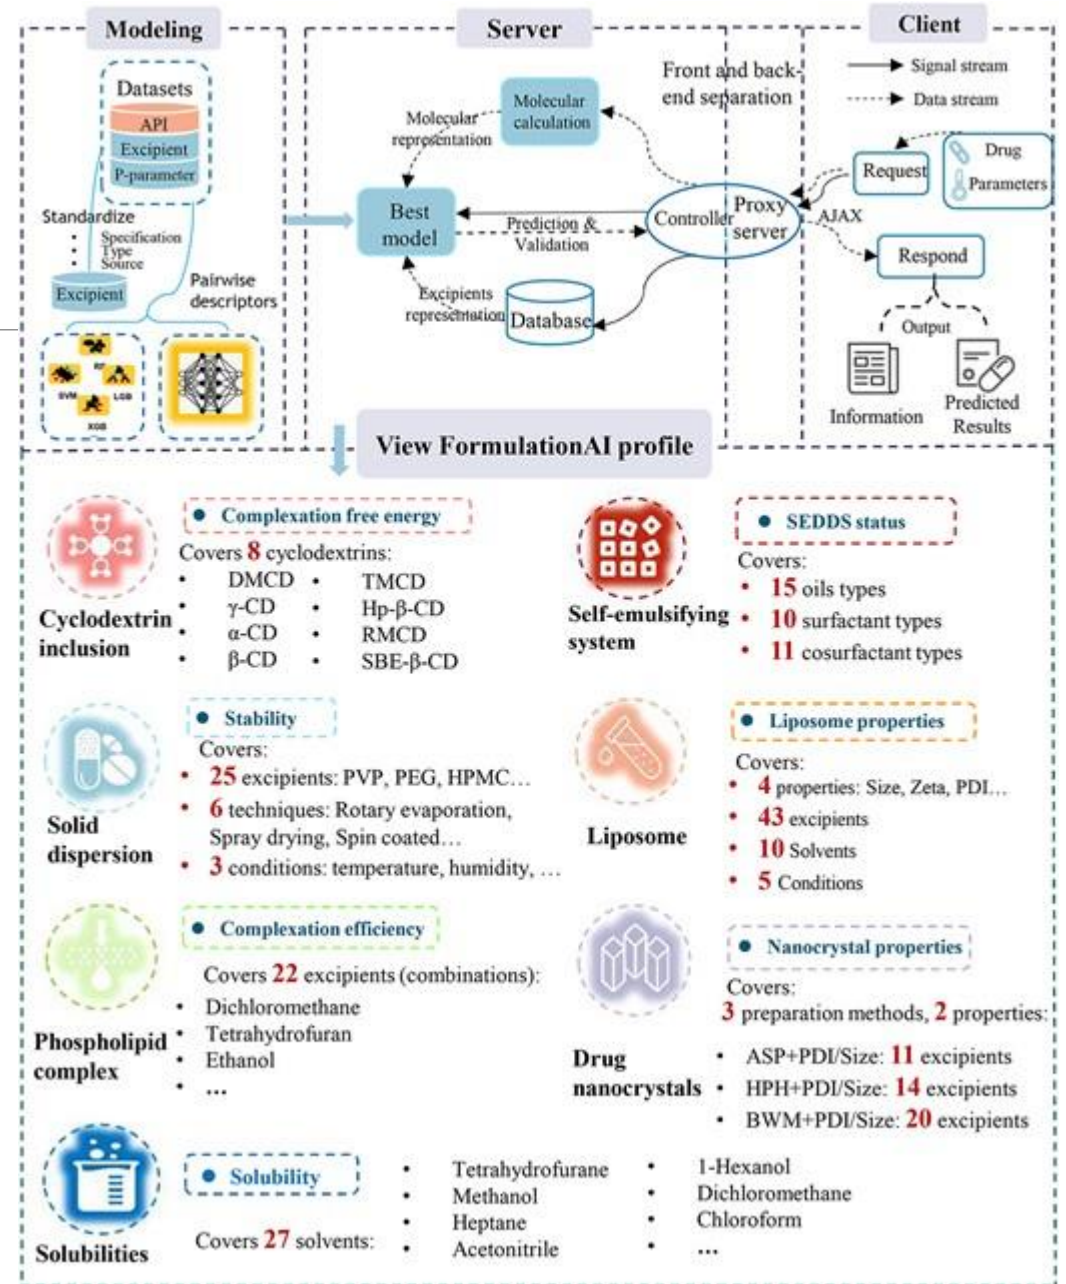 Modeling
Server
Client
Datasets
API
Excipient
P-parameter
Standardize
• Specification
• Type
• Source
Excipient
Pairwise
descriptors
RF
SVM
LGB
XGB
Molecular
calculation
Molecular
representation
Best
model
Prediction &
Validation
Excipients
representation
Database
Front and back-
end separation
Controller
Proxy
server
Signal stream
Data stream
Request
Drug
Parameters
AJAX
Respond
Output
Information
Predicted
Results
View FormulationAI profile
Cyclodextrin
inclusion
• Complexation free energy
Covers 8 cyclodextrins:
• DMCD • TMCD
• γ-CD • Hp-β-CD
• α-CD • RMCD
• β-CD • SBE-β-CD
Self-emulsifying
system
• SEDDS status
Covers:
• 15 oils types
• 10 surfactant types
• 11 cosurfactant types
Solid
dispersion
• Stability
Covers:
• 25 excipients: PVP, PEG, HPMC…
• 6 techniques: Rotary evaporation,
Spray drying, Spin coated…
• 3 conditions: temperature, humidity, …
Liposome
• Liposome properties
Covers:
• 4 properties: Size, Zeta, PDI…
• 43 excipients
• 10 Solvents
• 5 Conditions
Phospholipid
complex
• Complexation efficiency
Covers 22 excipients (combinations):
• Dichloromethane
• Tetrahydrofuran
• Ethanol
• …
Drug
nanocrystals
• Nanocrystal properties
Covers:
3 preparation methods, 2 properties:
• ASP+PDI/Size: 11 excipients
• HPH+PDI/Size: 14 excipients
• BWM+PDI/Size: 20 excipients
Solubilities
• Solubility
Covers 27 solvents:
• Tetrahydrofurane
• Methanol
• Heptane
• Acetonitrile
• 1-Hexanol
• Dichloromethane
• Chloroform
• …